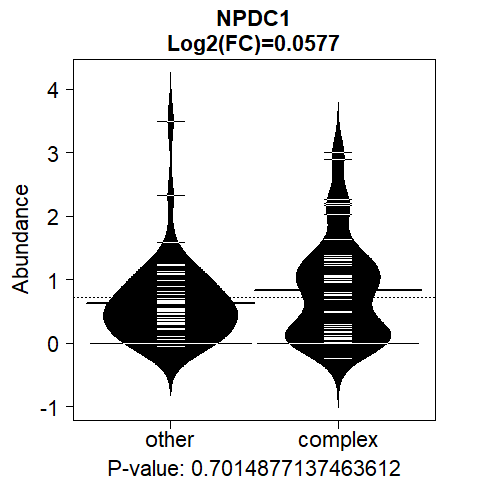 NPDC1
Log2(FC)=0.0577
Abundance
4
3
2
1
0
-1
other complex
P-value: 0.7014877137463612